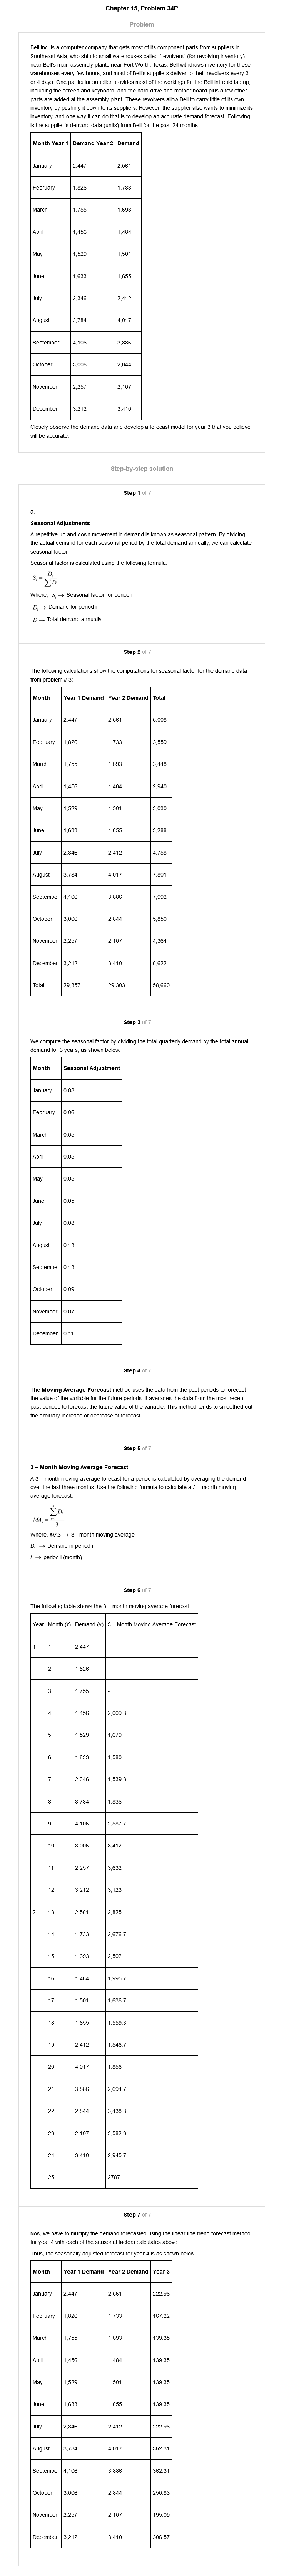 Chapter 15, Problem 34P
Problem
Bell Inc. is a computer company that gets most of its component parts from suppliers in
Southeast Asia, who ship to small warehouses called “revolvers” (for revolving inventory)
near Bell's main assembly plants near Fort Worth, Texas. Bell withdraws inventory for these
warehouses every few hours, and most of Bell's suppliers deliver to their revolvers every 3
or 4 days. One particular supplier provides most of the workings for the Bell Intrepid laptop,
including the screen and keyboard, and the hard drive and mother board plus a few other
parts are added at the assembly plant. These revolvers allow Bell to carry little of its own
inventory by pushing it down to its suppliers. However, the supplier also wants to minimize its
inventory, and one way it can do that is to develop an accurate demand forecast. Following
is the supplier's demand data (units) from Bell for the past 24 months:
Month Year 1 Demand Year 2 Demand
January 2,447 2,561
February 1,826 1,733
March 1,755 1,693
April 1,456 1,484
May 1,529 1,501
June 1,633 1,655
July 2,346 2,412
August 3,784 4,017
September 4,106 3,886
October 3,006 2,844
November 2,257 2,107
December 3,212 3,410
Closely observe the demand data and develop a forecast model for year 3 that you believe
will be accurate.
Step-by-step solution
Step 1 of 7
a.
Seasonal Adjustments
A repetitive up and down movement in demand is known as seasonal pattern. By dividing
the actual demand for each seasonal period by the total demand annually, we can calculate
seasonal factor.
Seasonal factor is calculated using the following formula:
S_i = D_i / ∑D
Where, S_i → Seasonal factor for period i
D_i → Demand for period i
D → Total demand annually
Step 2 of 7
The following calculations show the computations for seasonal factor for the demand data
from problem # 3:
Month Year 1 Demand Year 2 Demand Total
January 2,447 2,561 5,008
February 1,826 1,733 3,559
March 1,755 1,693 3,448
April 1,456 1,484 2,940
May 1,529 1,501 3,030
June 1,633 1,655 3,288
July 2,346 2,412 4,758
August 3,784 4,017 7,801
September 4,106 3,886 7,992
October 3,006 2,844 5,850
November 2,257 2,107 4,364
December 3,212 3,410 6,622
Total 29,357 29,303 58,660
Step 3 of 7
We compute the seasonal factor by dividing the total quarterly demand by the total annual
demand for 3 years, as shown below:
Month Seasonal Adjustment
January 0.08
February 0.06
March 0.05
April 0.05
May 0.05
June 0.05
July 0.08
August 0.13
September 0.13
October 0.09
November 0.07
December 0.11
Step 4 of 7
The Moving Average Forecast method uses the data from the past periods to forecast
the value of the variable for the future periods. It averages the data from the most recent
past periods to forecast the future value of the variable. This method tends to smoothed out
the arbitrary increase or decrease of forecast.
Step 5 of 7
3 – Month Moving Average Forecast
A 3 – month moving average forecast for a period is calculated by averaging the demand
over the last three months. Use the following formula to calculate a 3 – month moving
average forecast.
Where, MA3 → 3 - month moving average
Di → Demand in period i
i → period i (month)
Step 6 of 7
The following table shows the 3 – month moving average forecast:
Year Month (x) Demand (y) 3 – Month Moving Average Forecast
1 1 2,447 -
2 1,826 -
3 1,755 -
4 1,456 2,009.3
5 1,529 1,679
6 1,633 1,580
7 2,346 1,539.3
8 3,784 1,836
9 4,106 2,587.7
10 3,006 3,412
11 2,257 3,632
12 3,212 3,123
2 13 2,561 2,825
14 1,733 2,676.7
15 1,693 2,502
16 1,484 1,995.7
17 1,501 1,636.7
18 1,655 1,559.3
19 2,412 1,546.7
20 4,017 1,856
21 3,886 2,694.7
22 2,844 3,438.3
23 2,107 3,582.3
24 3,410 2,945.7
25 - 2787
Step 7 of 7
Now, we have to multiply the demand forecasted using the linear line trend forecast method
for year 4 with each of the seasonal factors calculates above.
Thus, the seasonally adjusted forecast for year 4 is as shown below:
Month Year 1 Demand Year 2 Demand Year 3
January 2,447 2,561 222.96
February 1,826 1,733 167.22
March 1,755 1,693 139.35
April 1,456 1,484 139.35
May 1,529 1,501 139.35
June 1,633 1,655 139.35
July 2,346 2,412 222.96
August 3,784 4,017 362.31
September 4,106 3,886 362.31
October 3,006 2,844 250.83
November 2,257 2,107 195.09
December 3,212 3,410 306.57